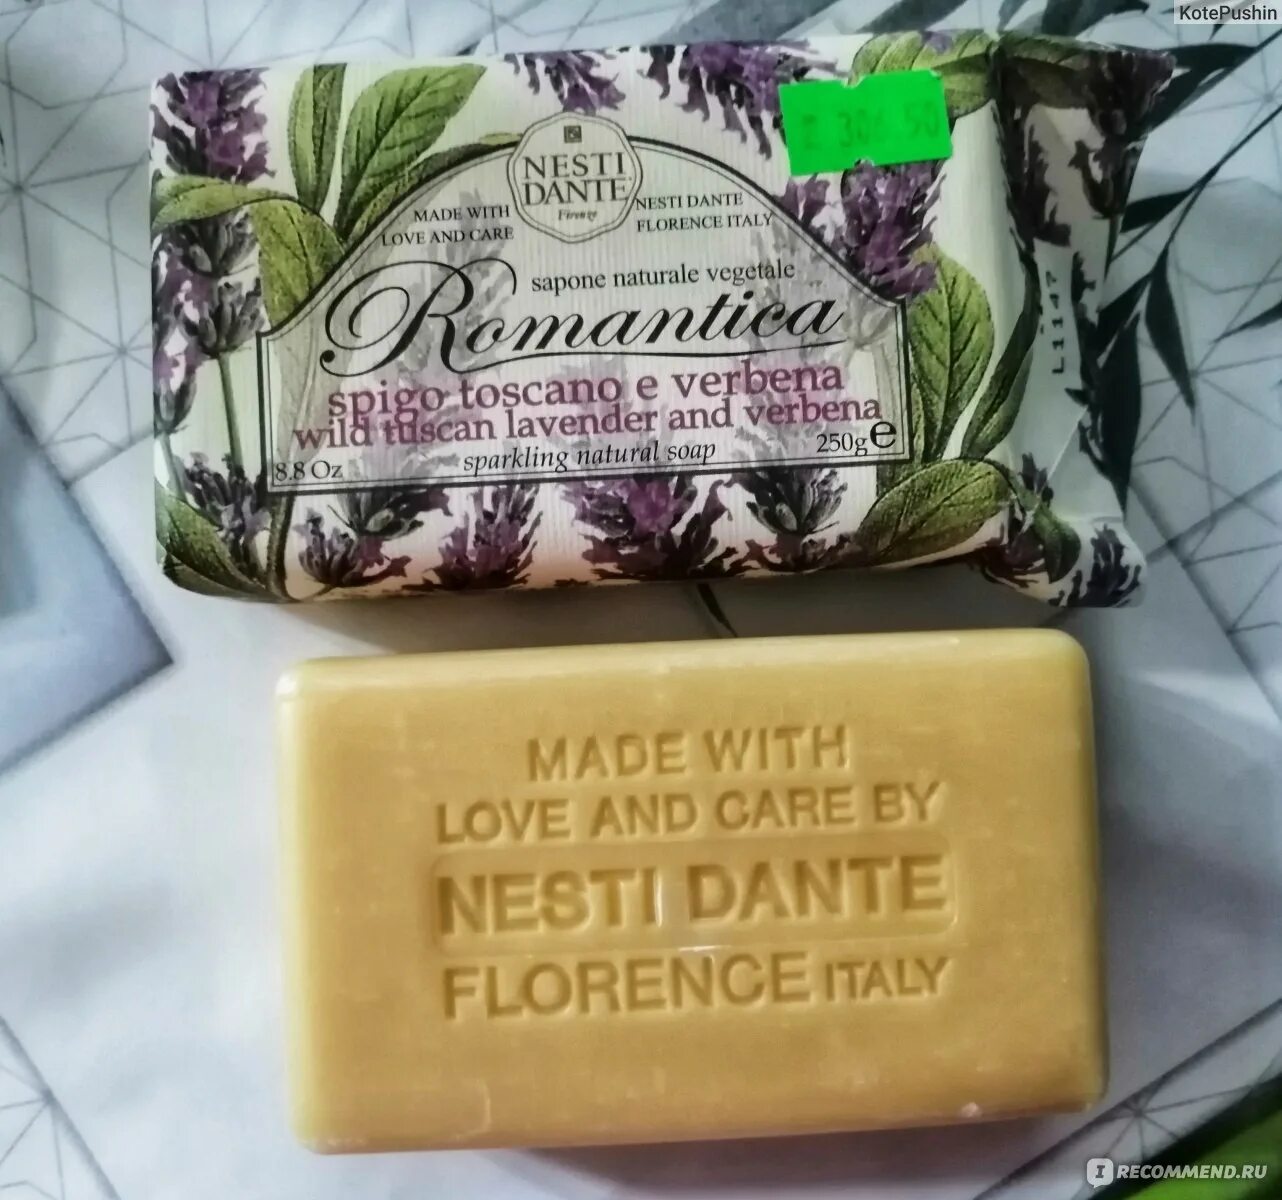 KotePushin
NESTI
DANTE
Firenze
MADE WITH
LOVE AND CARE
NESTI DANTE
FLORENCE ITALY
sapone naturale vegetale
Romantica
spigo toscano e verbena
wild tuscan lavender and verbena
8.8 Oz
sparkling natural soap
250g e
L1147
MADE WITH
LOVE AND CARE BY
NESTI DANTE
FLORENCE ITALY
I RECOMMEND.RU